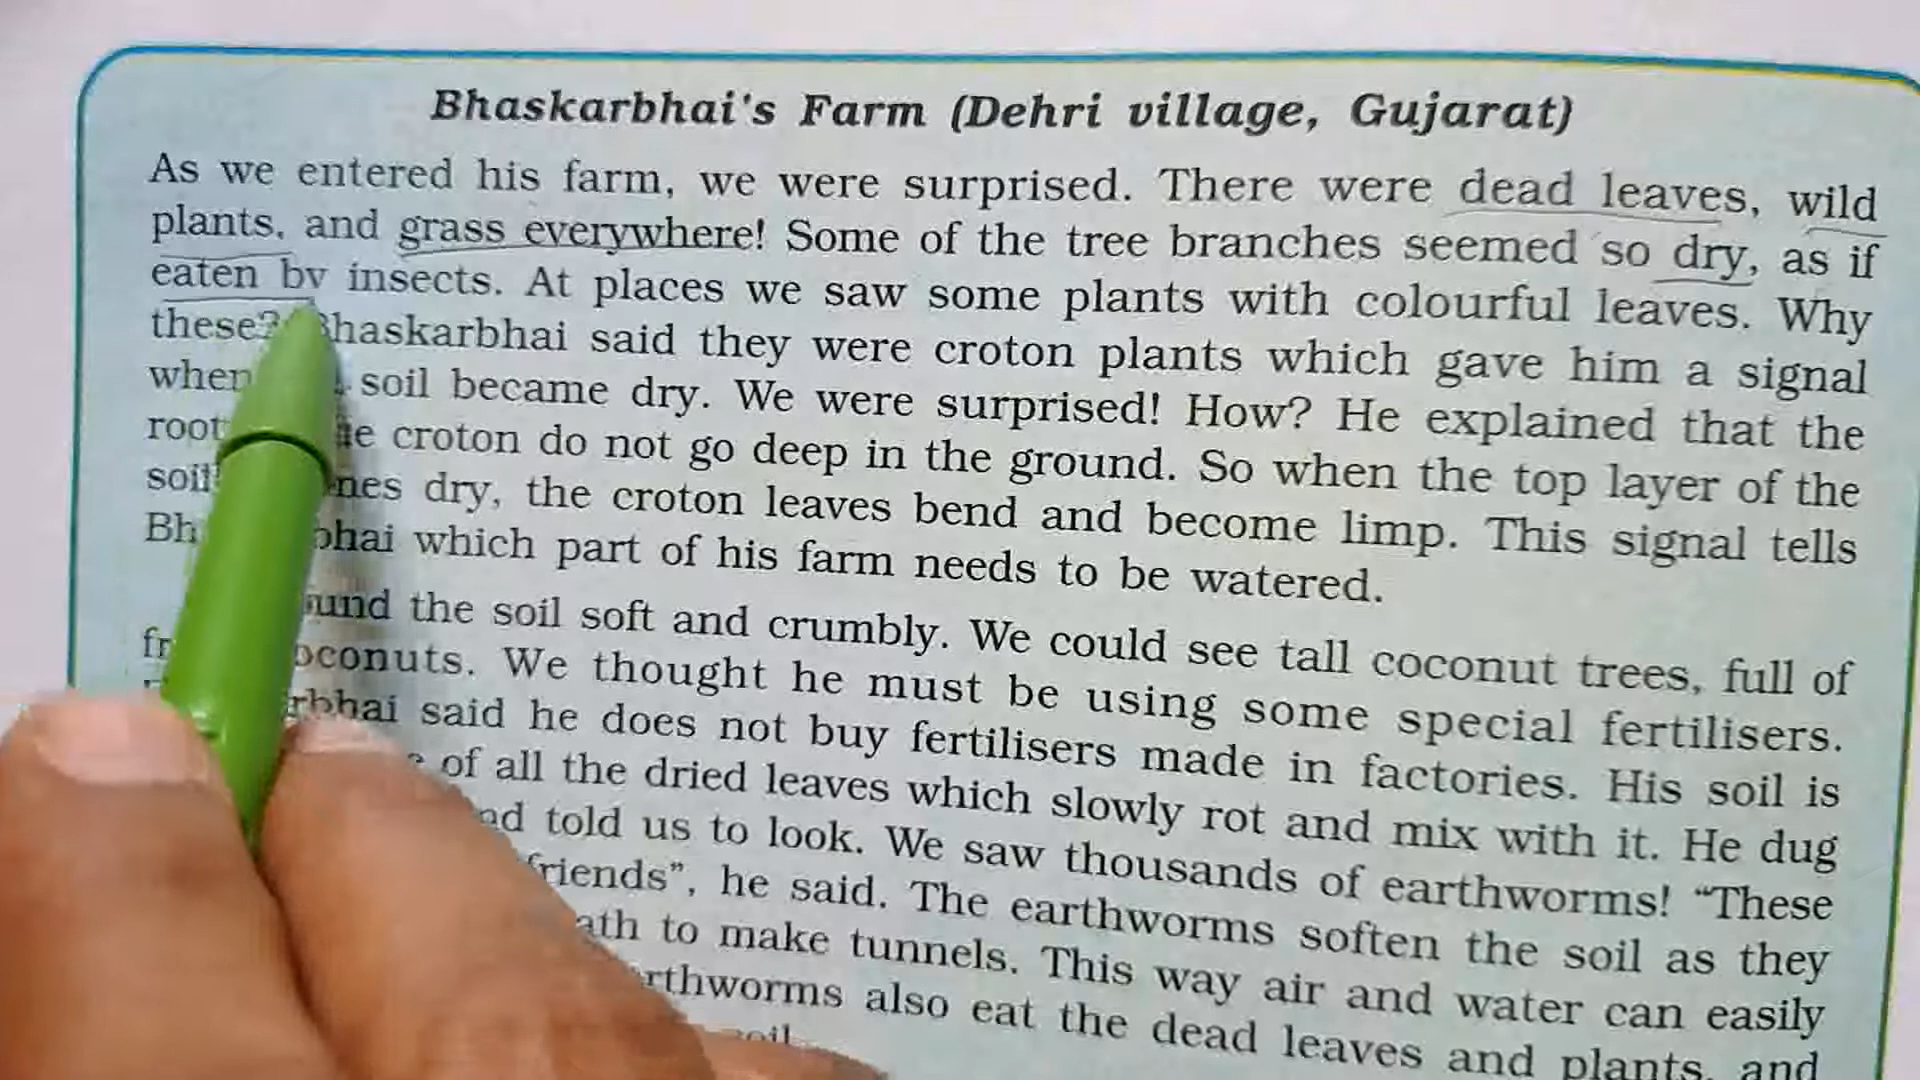 Bhaskarbhai's Farm (Dehri village, Gujarat)
As we entered his farm, we were surprised. There were dead leaves, wild
plants, and grass everywhere! Some of the tree branches seemed so dry, as if
eaten by insects. At places we saw some plants with colourful leaves. Why
these? Bhaskarbhai said they were croton plants which gave him a signal
when soil became dry. We were surprised! How? He explained that the
croton do not go deep in the ground. So when the top layer of the
soil dry, the croton leaves bend and become limp. This signal tells
which part of his farm needs to be watered.
the soil soft and crumbly. We could see tall coconut trees, full of
We thought he must be using some special fertilisers.
said he does not buy fertilisers made in factories. His soil is
of all the dried leaves which slowly rot and mix with it. He dug
told us to look. We saw thousands of earthworms! “These
friends”, he said. The earthworms soften the soil as they
to make tunnels. This way air and water can easily
also eat the dead leaves and plants, and
soil